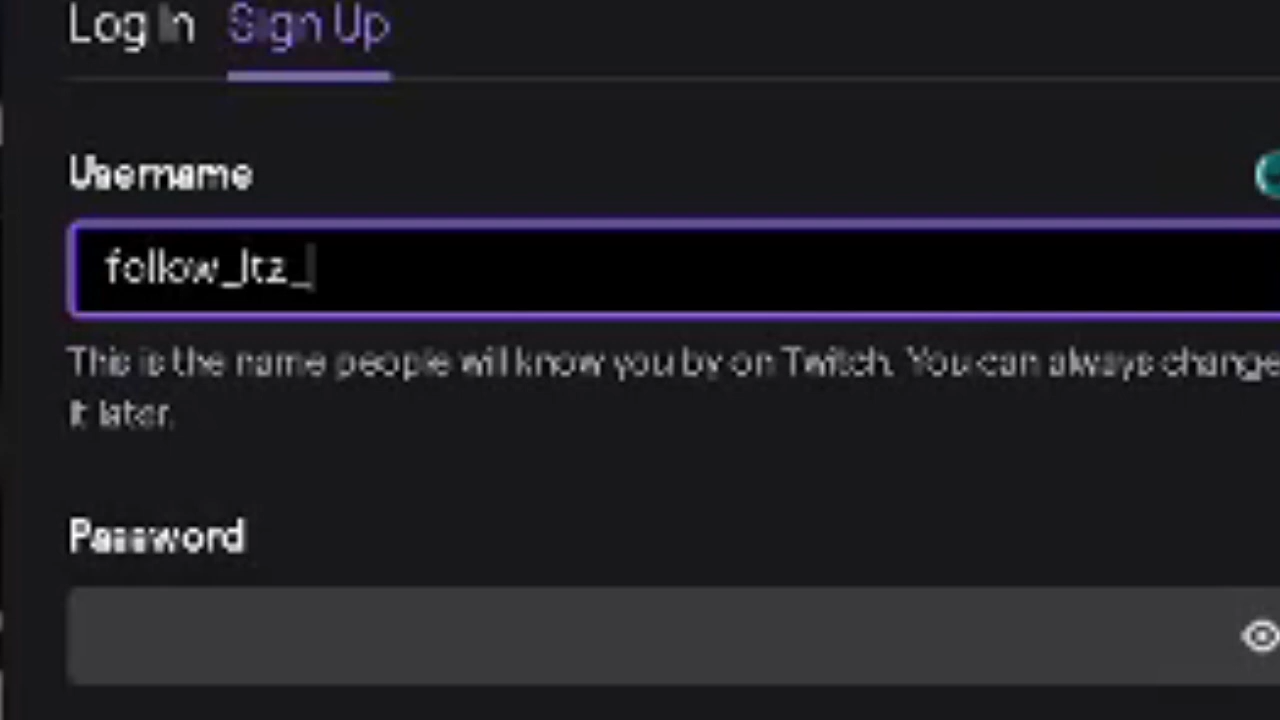 Log In Sign Up
Username
follow_Itz_
This is the name people will know you by on Twitch. You can always change
it later.
Password